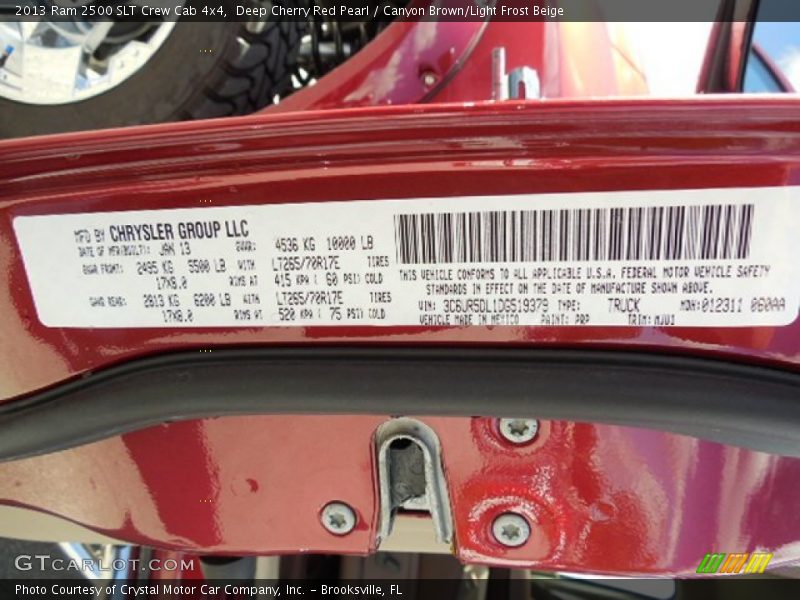 2013 Ram 2500 SLT Crew Cab 4x4,  Deep Cherry Red Pearl / Canyon Brown/Light Frost Beige
MFD BY CHRYSLER GROUP LLC
DATE OF MFR(BUILT): JAN 13 GVWR: 4536 KG 10000 LB
GAWR FRONT: 2495 KG 5500 LB WITH LT265/70R17E TIRES
17X8.0 RIMS AT 415 KPA ( 60 PSI) COLD
GAWR REAR: 2813 KG 6200 LB WITH LT265/70R17E TIRES
17X8.0 RIMS AT 520 KPA ( 75 PSI) COLD
THIS VEHICLE CONFORMS TO ALL APPLICABLE U.S.A. FEDERAL MOTOR VEHICLE SAFETY
STANDARDS IN EFFECT ON THE DATE OF MANUFACTURE SHOWN ABOVE.
VIN: 3C6UR5DL1DG519379 TYPE: TRUCK MDH:012311 060AA
VEHICLE MADE IN MEXICO PAINT: PRP TRIM: MJU1
GTCARLOT.COM
Photo Courtesy of Crystal Motor Car Company, Inc. – Brooksville, FL